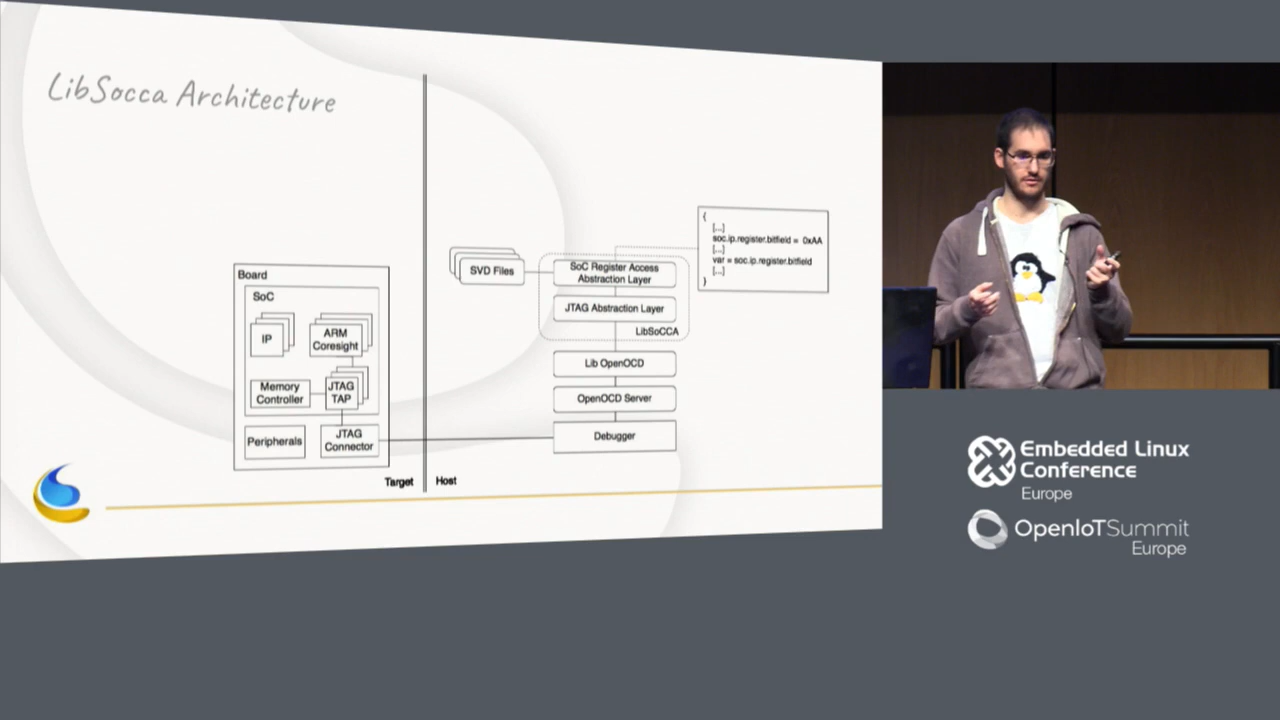 LibSocca Architecture
Board
SoC
IP
ARM
Coresight
Memory
Controller
JTAG
TAP
Peripherals
JTAG
Connector
Target
Host
SVD Files
SoC Register Access
Abstraction Layer
JTAG Abstraction Layer
LibSoCCA
Lib OpenOCD
OpenOCD Server
Debugger
{
[...]
soc.ip.register.bitfield = 0xAA
[...]
var = soc.ip.register.bitfield
[...]
}
Embedded Linux
Conference
Europe
OpenIoTSummit
Europe